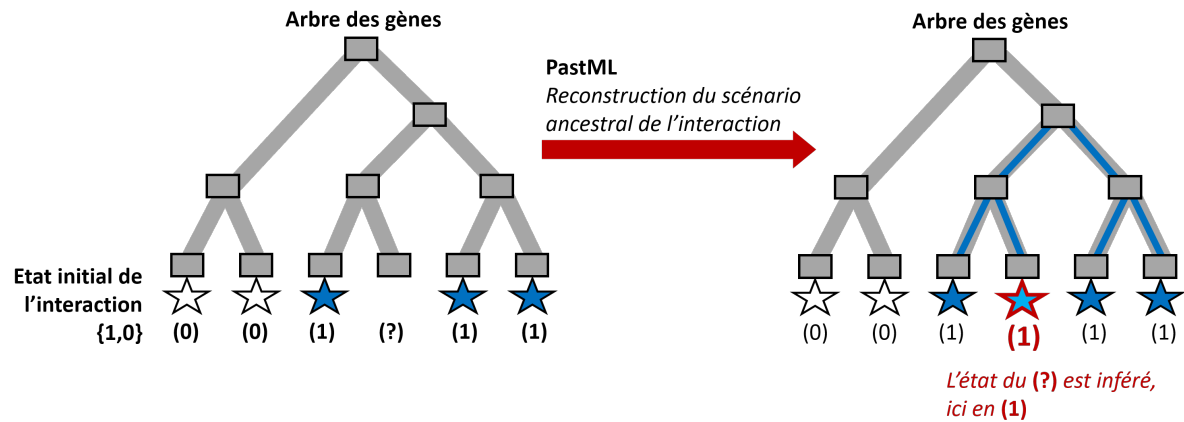 Arbre des gènes
PastML
Reconstruction du scénario
ancestral de l'interaction
Etat initial de
l'interaction
{1,0}
(0) (0) (1) (?) (1) (1)
Arbre des gènes
(0) (0) (1) (1) (1) (1)
L'état du (?) est inféré,
ici en (1)